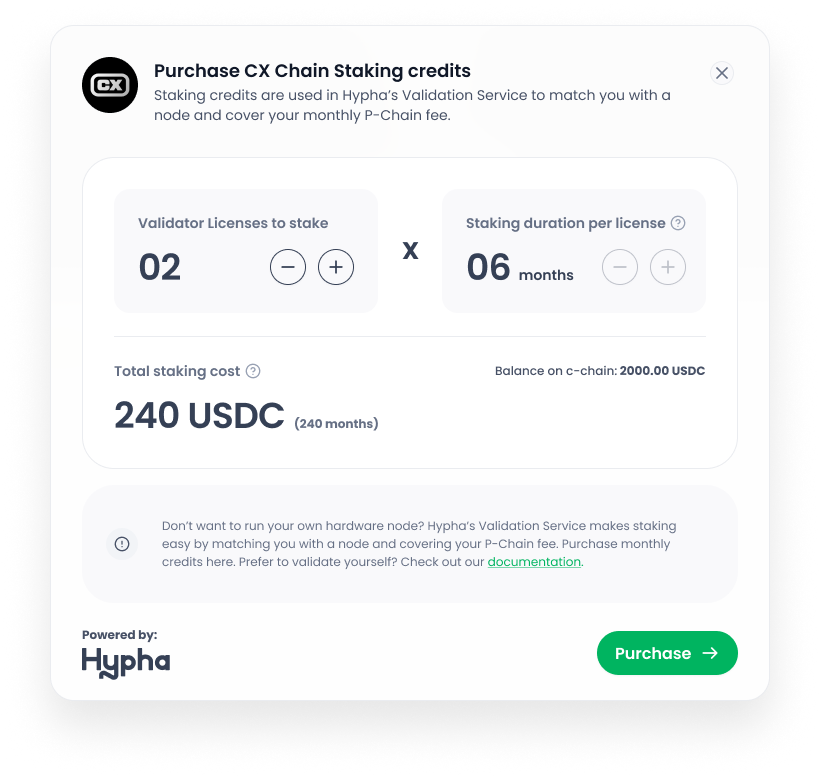 CX
Purchase CX Chain Staking credits
Staking credits are used in Hypha’s Validation Service to match you with a
node and cover your monthly P-Chain fee.
Validator Licenses to stake
02
x
Staking duration per license
06 months
Total staking cost
Balance on c-chain: 2000.00 USDC
240 USDC (240 months)
Don’t want to run your own hardware node? Hypha’s Validation Service makes staking
easy by matching you with a node and covering your P-Chain fee. Purchase monthly
credits here. Prefer to validate yourself? Check out our documentation.
Powered by:
Hypha
Purchase